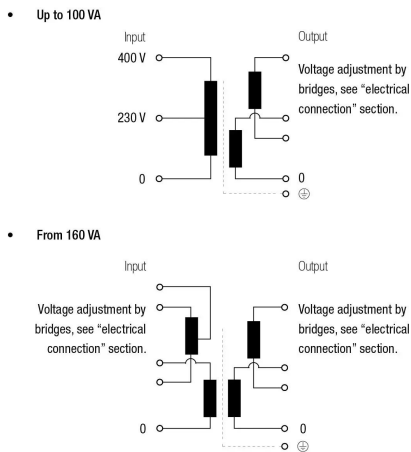 • Up to 100 VA
Input
Output
400 V
Voltage adjustment by
bridges, see “electrical
connection” section.
230 V
0
0
• From 160 VA
Input
Output
Voltage adjustment by
bridges, see “electrical
connection” section.
Voltage adjustment by
bridges, see “electrical
connection” section.
0
0